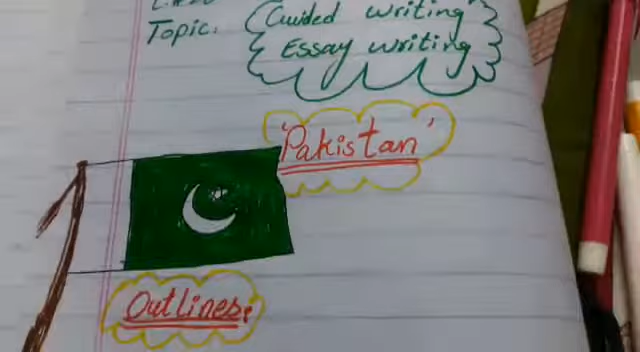 Topic. (Guided writing"
Essay writing
'Pakistan'
Outlines: